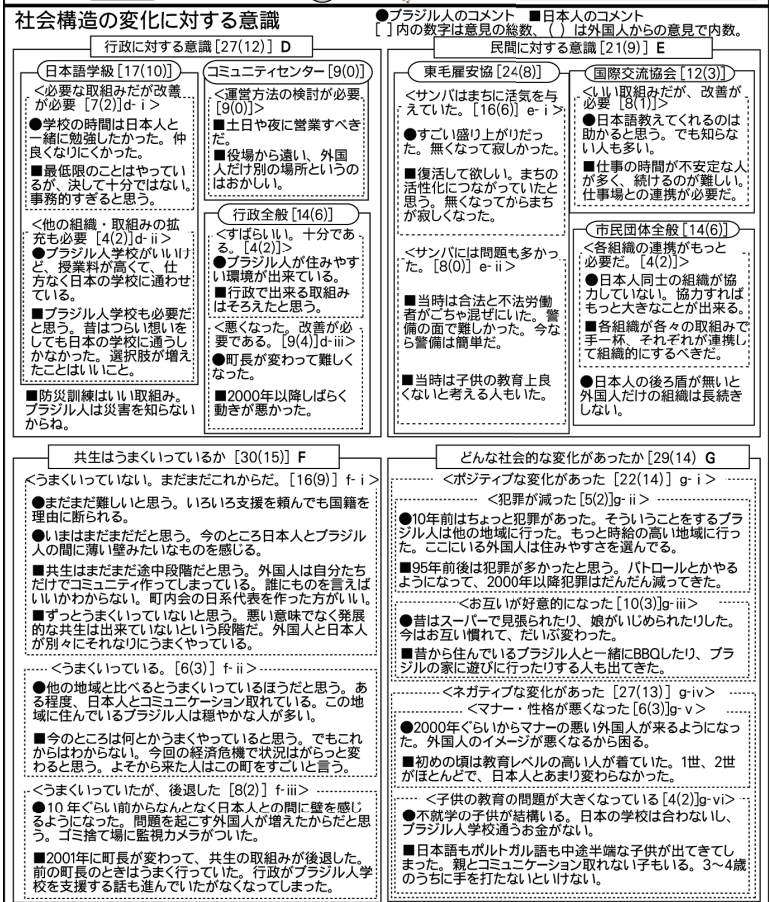 社会構造の変化に対する意識
●ブラジル人のコメント ■日本人のコメント
[ ]内の数字は意見の総数、( )は外国人からの意見で内数。
行政に対する意識[27(12)] D
日本語学級[17(10)]
<必要な取組みだが改善
が必要 [7(2)]d-ⅰ>
●学校の時間は日本人と
一緒に勉強したかった。仲
良くなりにくかった。
■最低限のことはやってい
るが、決して十分ではない。
事務的すぎると思う。
<他の組織・取組みの拡
充も必要 [4(2)]d-ⅱ>
●ブラジル人学校がいいけ
ど、授業料が高くて、仕
方なく日本の学校に通わせ
ている。
■ブラジル人学校も必要だ
と思う。昔はつらい想いを
しても日本の学校に通うし
かなかった。選択肢が増え
たことはいいこと。
■防災訓練はいい取組み。
ブラジル人は災害を知らない
からね。
コミュニティセンター[9(0)]
<運営方法の検討が必要
[9(0)]>
■土日や夜に営業すべき
だ。
■役場から遠い、外国
人だけ別の場所というの
はおかしい。
行政全般[14(6)]
<すばらいい。十分であ
る。[4(2)]>
●ブラジル人が住みやす
い環境が出来ている。
■行政で出来る取組み
はそろえたと思う。
<悪くなった。改善が必
要である。[9(4)]d-ⅲ>
●町長が変わって難しく
なった。
■2000年以降しばらく
動きが悪かった。
民間に対する意識[21(9)] E
東毛雇安協[24(8)]
<サンバはまちに活気を与
えていた。[16(6)] e-ⅰ>
●すごい盛り上がりだっ
た。無くなって寂しかった。
■復活して欲しい。まちの
活性化につながっていたと
思う。無くなってからまち
が寂しくなった。
<サンバには問題も多かっ
た。[8(0)] e-ⅱ>
■当時は合法と不法労働
者がごちゃ混ぜにいた。警
備の面で難しかった。今な
ら警備は簡単だ。
■当時は子供の教育上良
くないと考える人もいた。
国際交流協会[12(3)]
<いい取組みだが、改善が
必要 [8(1)]>
●日本語教えてくれるのは
助かると思う。でも知らな
い人も多い。
■仕事の時間が不安定な人
が多く、続けるのが難しい。
仕事場との連携が必要だ。
市民団体全般[14(6)]
<各組織の連携がもっと
必要だ。[4(2)]>
●日本人同士の組織が協
力していない。協力すれば
もっと大きなことが出来る。
■各組織が各々の取組みで
手一杯、それぞれが連携し
て組織的にするべきだ。
●日本人の後ろ盾が無いと
外国人だけの組織は長続き
しない。
共生はうまくいっているか [30(15)] F
<うまくいっていない。まだまだこれからだ。[16(9)] f-ⅰ>
●まだまだ難しいと思う。いろいろ支援を頼んでも国籍を
理由に断られる。
●いまはまだまだだと思う。今のところ日本人とブラジル
人の間に薄い壁みたいなものを感じる。
■共生はまだまだ途中段階だと思う。外国人は自分たち
だけでコミュニティ作ってしまっている。誰にものを言えば
いいかわからない。町内会の日系代表を作った方がいい。
■ずっとうまくいっていないと思う。悪い意味でなく発展
的な共生は出来ていないという段階だ。外国人と日本人
が別々にそれなりにうまくやっている。
<うまくいっている。[6(3)] f-ⅱ>
●他の地域と比べるとうまくいっているほうだと思う。あ
る程度、日本人とコミュニケーション取れている。この地
域に住んでいるブラジル人は穏やかな人が多い。
■今のところは何とかうまくやっていると思う。でもこれ
からはわからない。今回の経済危機で状況はがらっと変
わると思う。よそから来た人はこの町をすごいと言う。
<うまくいっていたが、後退した [8(2)] f-ⅲ>
●10年ぐらい前からなんとなく日本人との間に壁を感じ
るようになった。問題を起こす外国人が増えたからだと思
う。ゴミ捨て場に監視カメラがついた。
■2001年に町長が変わって、共生の取組みが後退した。
前の町長のときはうまく行っていた。行政がブラジル人学
校を支援する話も進んでいたがなくなってしまった。
どんな社会的な変化があったか[29(14) G
<ポジティブな変化があった [22(14)] g-ⅰ>
<犯罪が減った[5(2)]g-ⅱ>
●10年前はちょっと犯罪があった。そういうことをするブラ
ジル人は他の地域に行った。もっと時給の高い地域に行っ
た。ここにいる外国人は住みやすさを選んでる。
■95年前後は犯罪が多かったと思う。パトロールとかやる
ようになって、2000年以降犯罪はだんだん減ってきた。
<お互いが好意的になった[10(3)]g-ⅲ>
●昔はスーパーで見張られたり、娘がいじめられたりした。
今はお互い慣れて、だいぶ変わった。
■昔から住んでいるブラジル人と一緒にBBQしたり、ブラ
ジルの家に遊びに行ったりする人も出てきた。
<ネガティブな変化があった [27(13)] g-ⅳ>
<マナー・性格が悪くなった[6(3)]g-ⅴ>
●2000年ぐらいからマナーの悪い外国人が来るようになっ
た。外国人のイメージが悪くなるから困る。
■初めの頃は教育レベルの高い人が着ていた。1世、2世
がほとんどで、日本人とあまり変わらなかった。
<子供の教育の問題が大きくなっている[4(2)]g-ⅵ>
●不就学の子供が結構いる。日本の学校は合わないし、
ブラジル人学校通うお金がない。
■日本語もポルトガル語も中途半端な子供が出てきてし
まった。親とコミュニケーション取れない子もいる。3～4歳
のうちに手を打たないといけない。